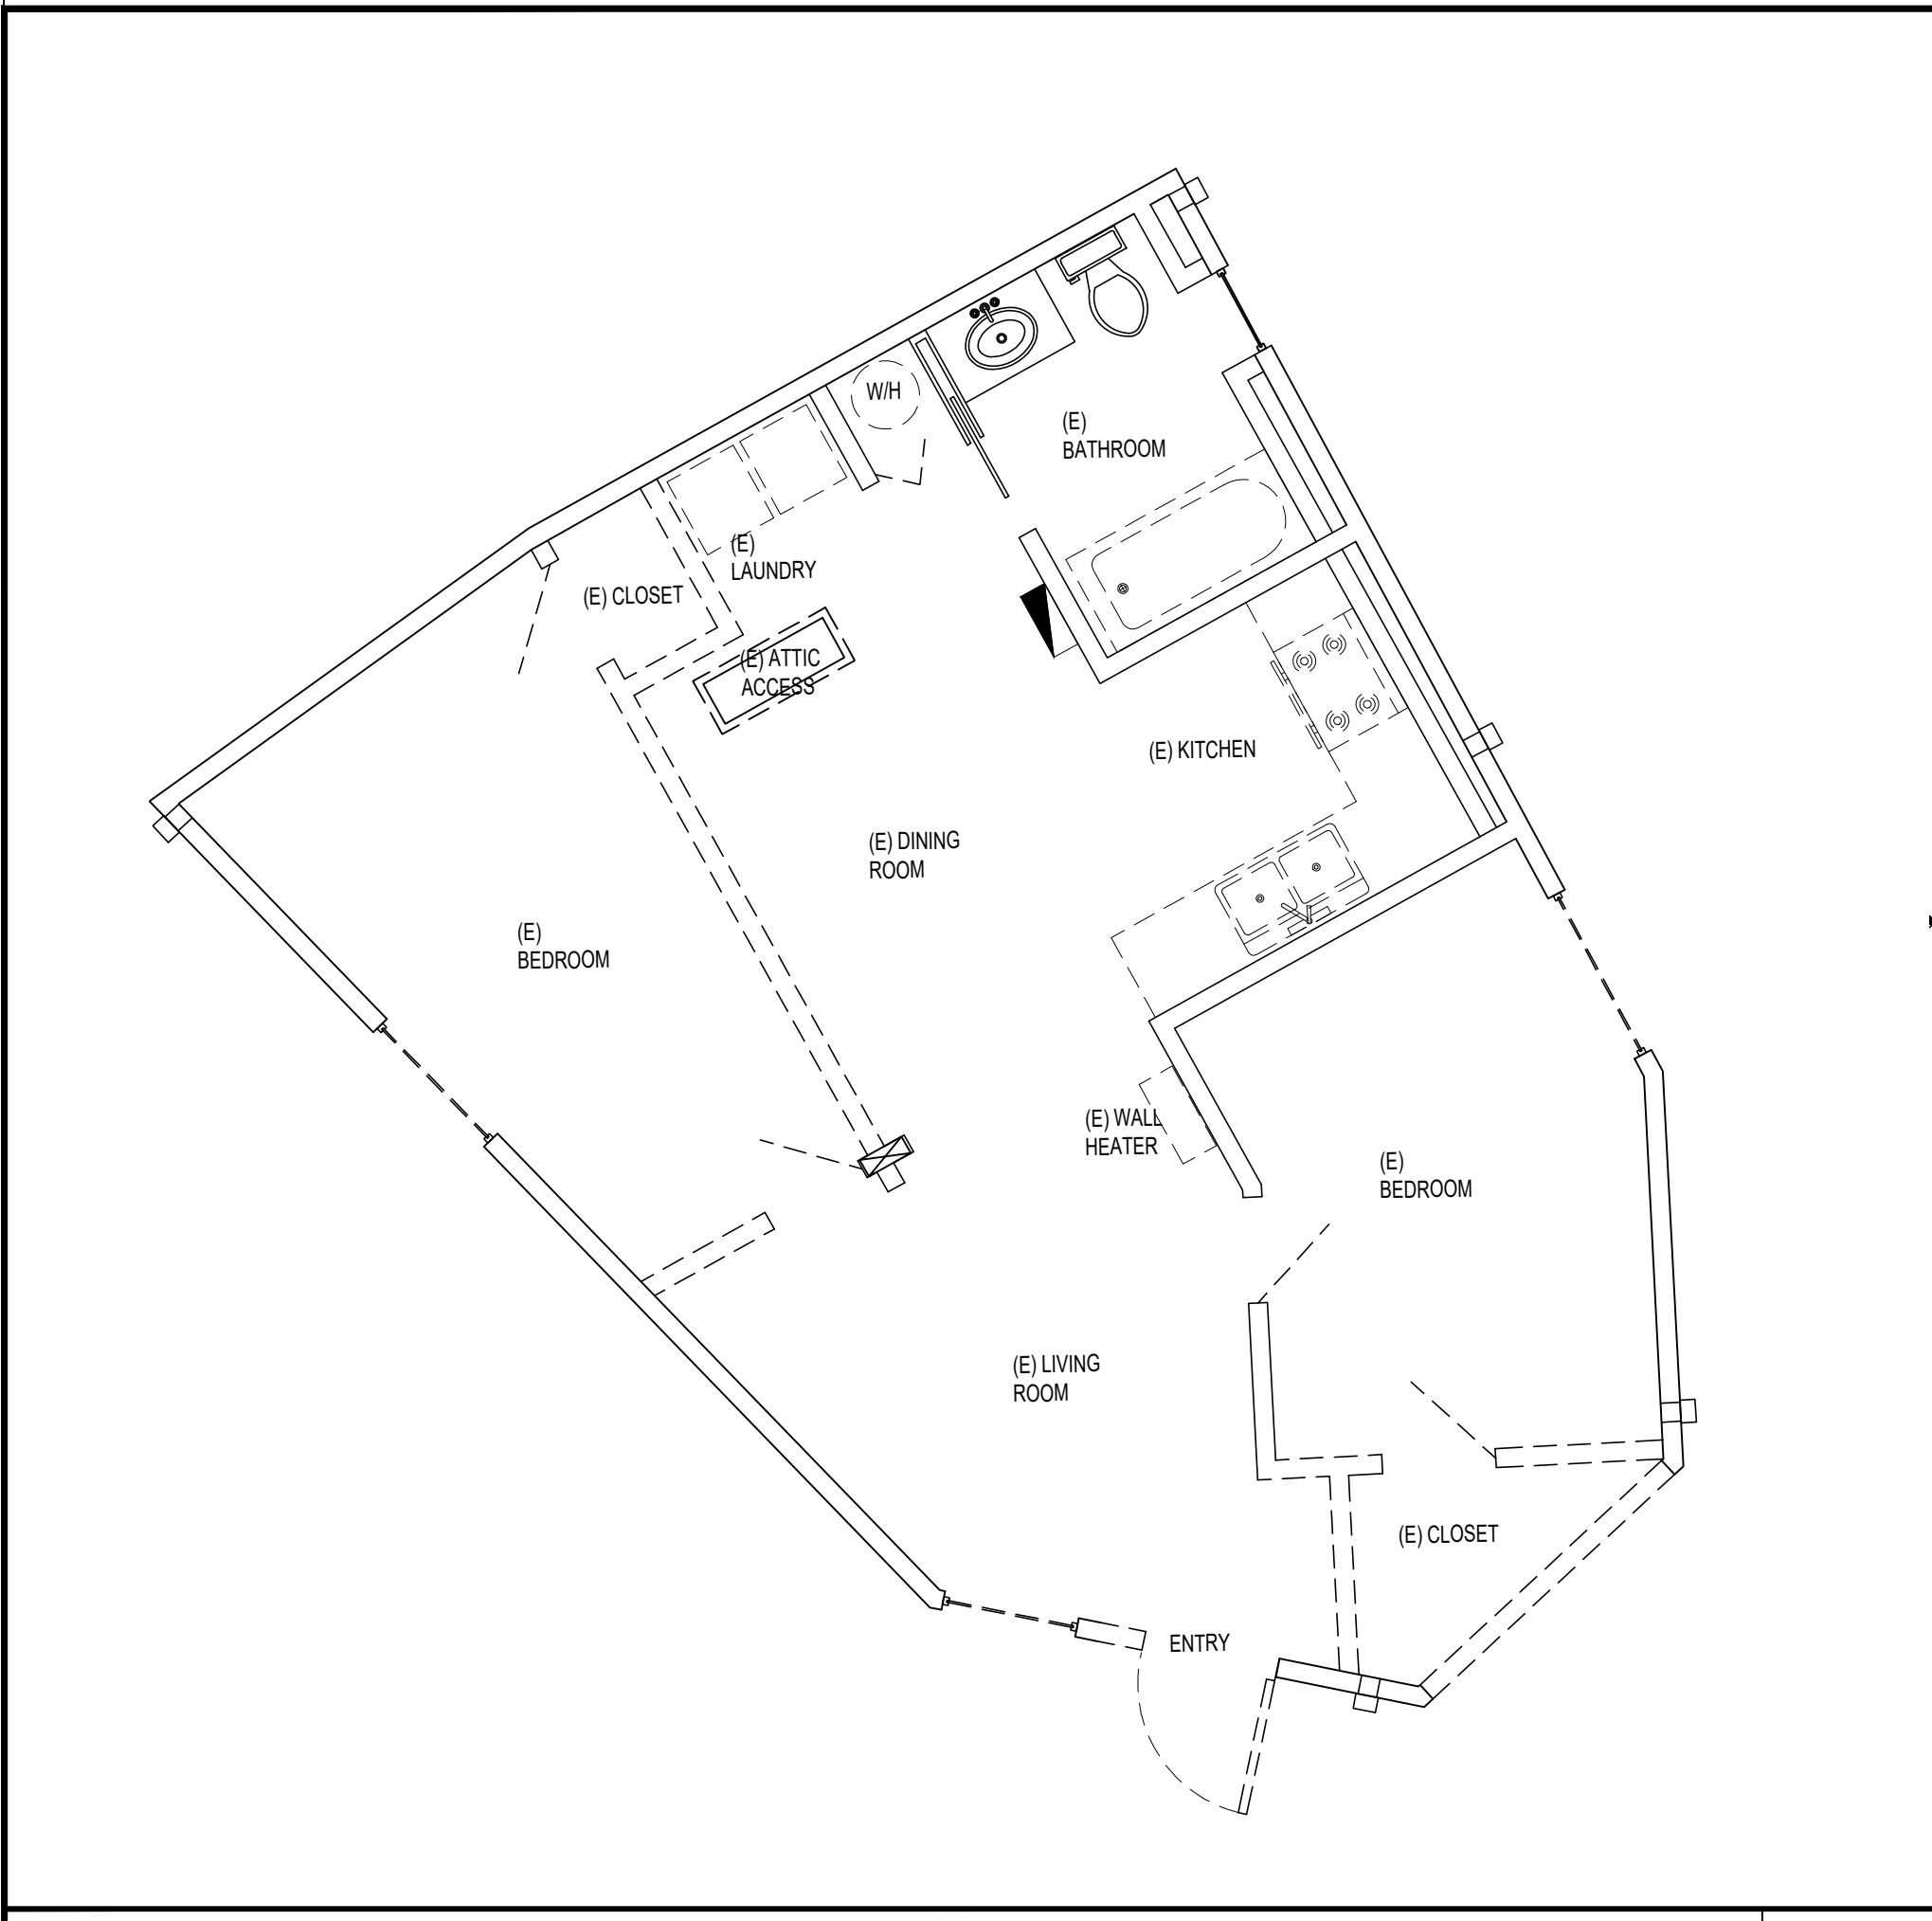 W/H
(E)
BATHROOM
(E)
LAUNDRY
(E) CLOSET
(E) ATTIC
ACCESS
(E) KITCHEN
(E) DINING
ROOM
(E)
BEDROOM
(E) WALL
HEATER
(E)
BEDROOM
(E) LIVING
ROOM
(E) CLOSET
ENTRY